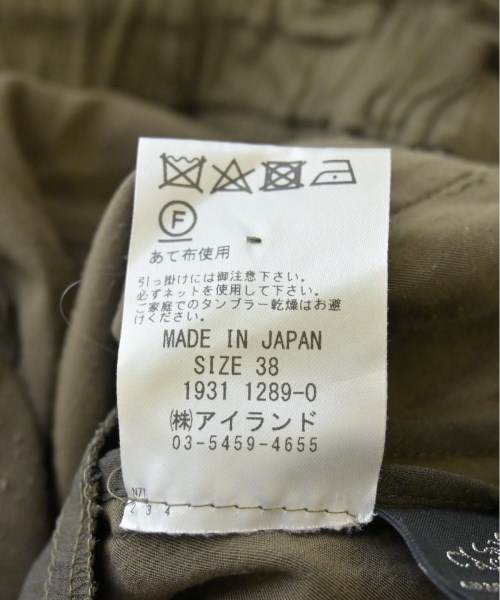 F
あて布使用
引っ掛けには御注意下さい。
必ずネットを使用して下さい。
ご家庭でのタンブラー乾燥はお避
け下さい。
MADE IN JAPAN
SIZE 38
1931 1289-0
㈱アイランド
03-5459-4655
N71
2 3 4